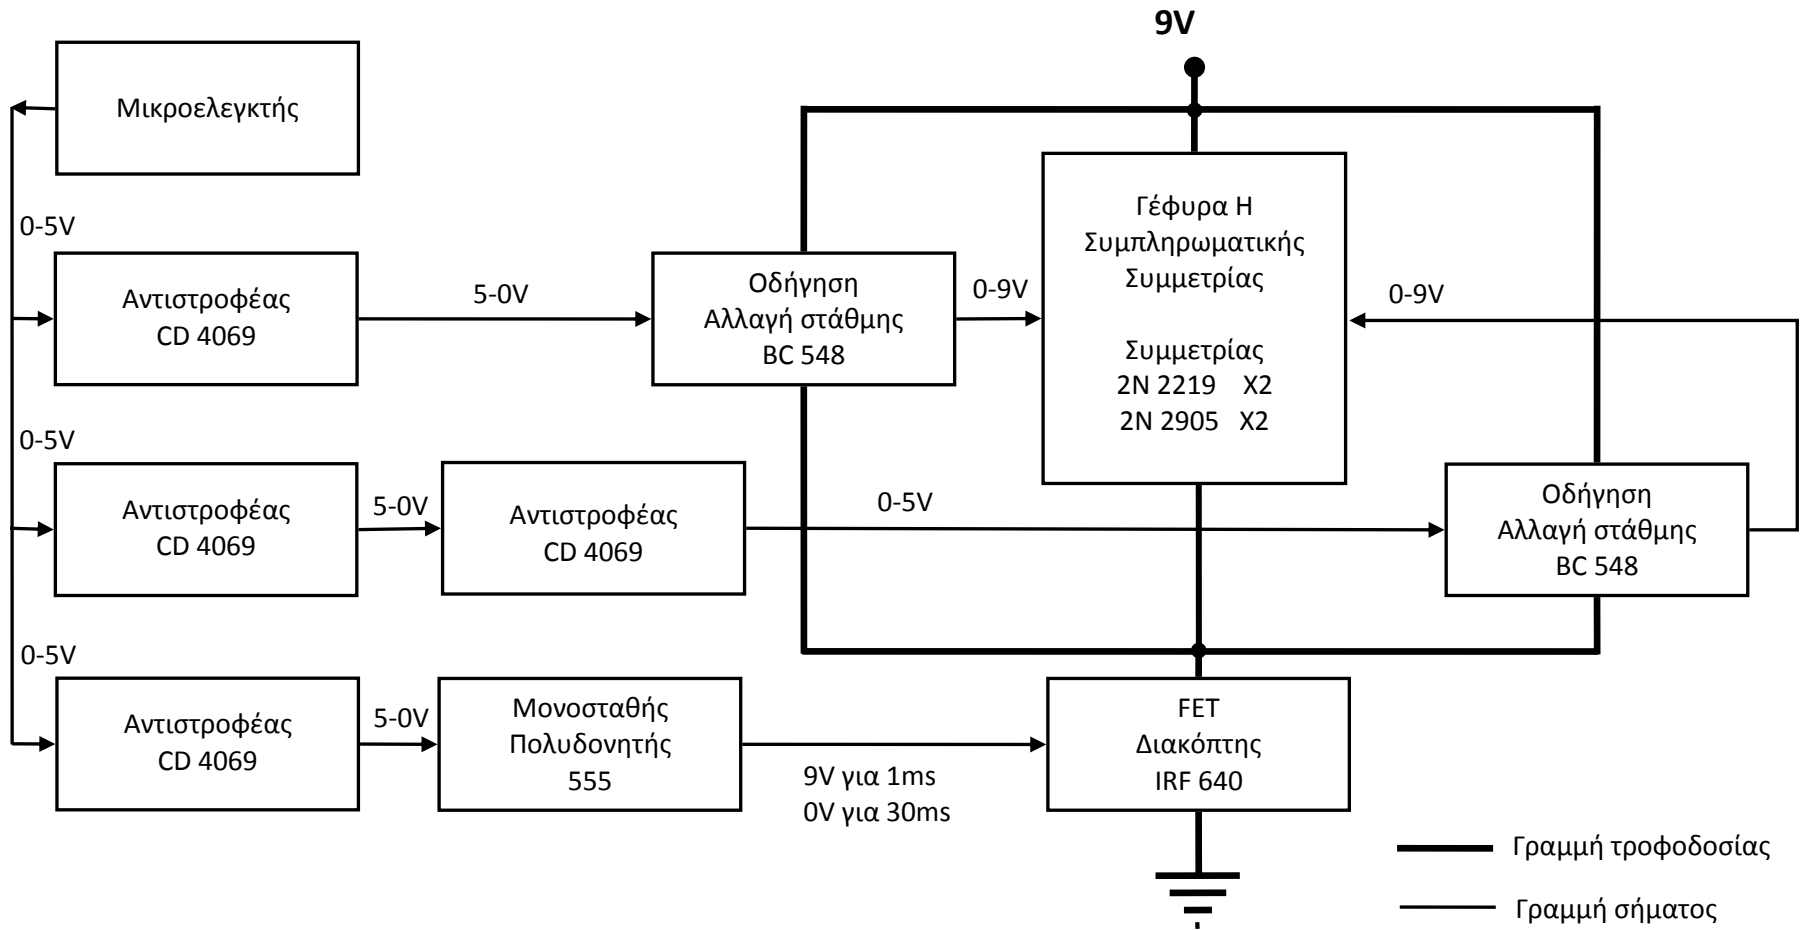 9V
Μικροελεγκτής
0-5V
Αντιστροφέας
CD 4069
5-0V
Οδήγηση
Αλλαγή στάθμης
BC 548
0-9V
Γέφυρα Η
Συμπληρωματικής
Συμμετρίας
Συμμετρίας
2N 2219 X2
2N 2905 X2
0-9V
0-5V
Αντιστροφέας
CD 4069
5-0V
Αντιστροφέας
CD 4069
0-5V
Οδήγηση
Αλλαγή στάθμης
BC 548
0-5V
Αντιστροφέας
CD 4069
5-0V
Μονοσταθής
Πολυδονητής
555
9V για 1ms
0V για 30ms
FET
Διακόπτης
IRF 640
Γραμμή τροφοδοσίας
Γραμμή σήματος